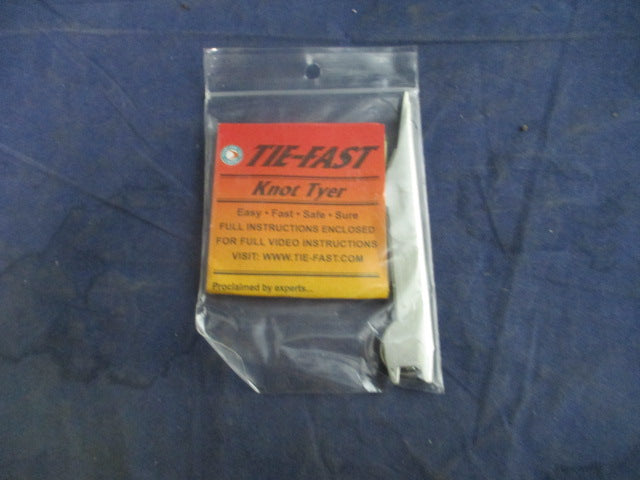 TIE-FAST
Knot Tyer
Easy • Fast • Safe • Sure
FULL INSTRUCTIONS ENCLOSED
FOR FULL VIDEO INSTRUCTIONS
VISIT: WWW.TIE-FAST.COM
Proclaimed by experts...